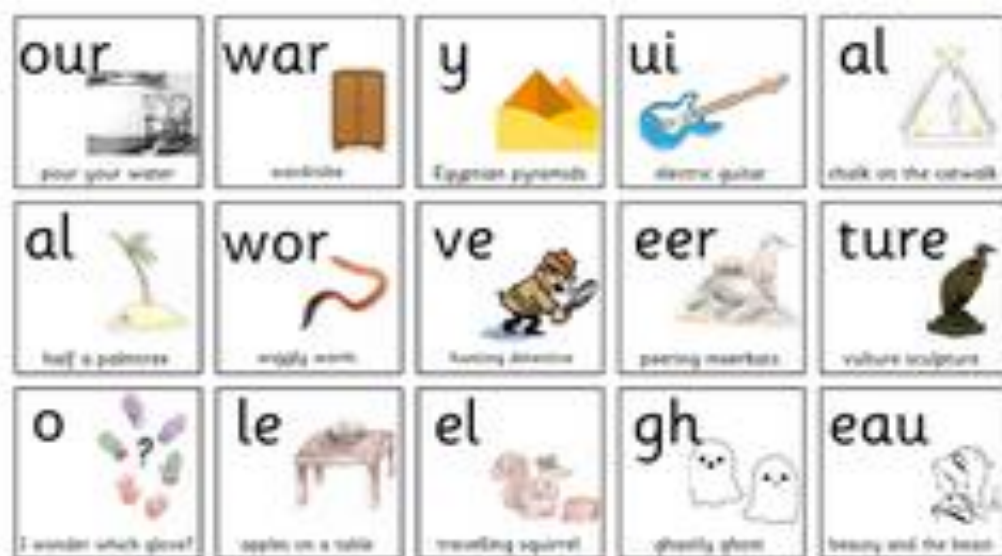 our
pour your water
war
wardrobe
y
Egyptian pyramids
ui
electric guitar
al
chalk on the catwalk
al
half a palmtree
wor
wiggly worm
ve
hunting detective
eer
peering meerkats
ture
vulture sculpture
o
?
I wonder which glove?
le
apples on a table
el
travelling squirrel
gh
ghostly ghost
eau
beauty and the beast